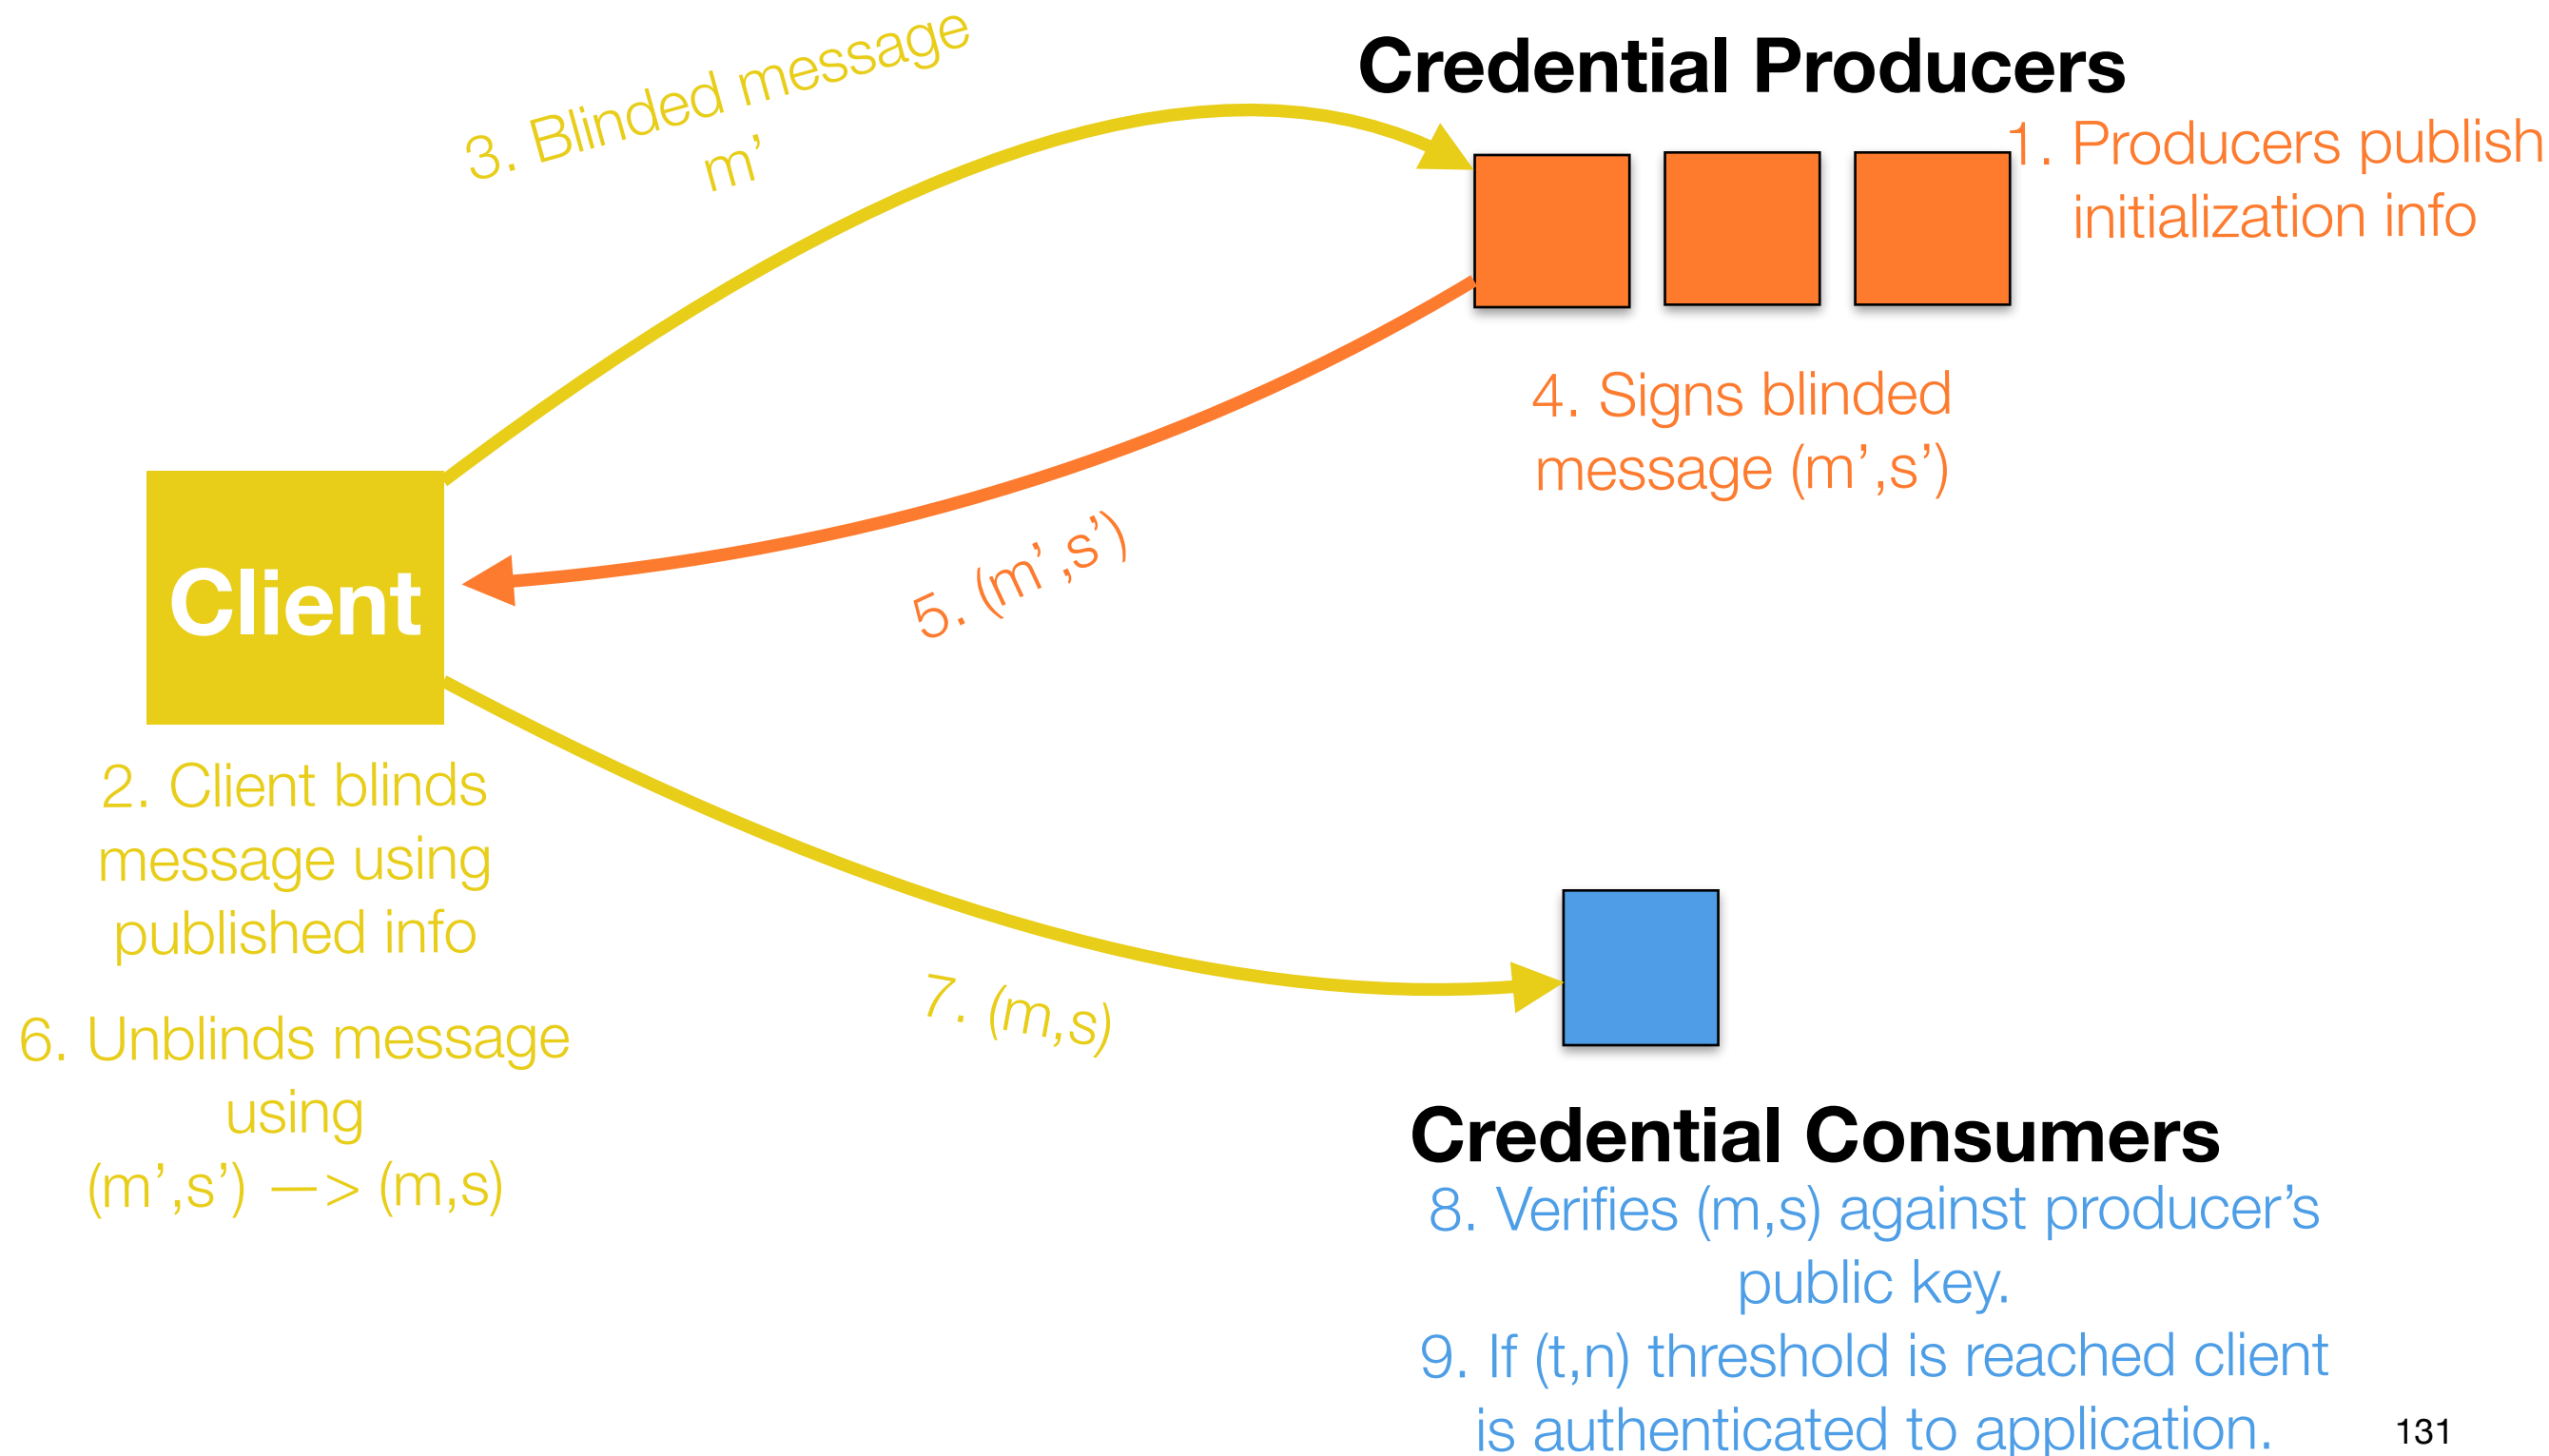 3. Blinded message
m’
Credential Producers
1. Producers publish
initialization info
4. Signs blinded
message (m’,s’)
5. (m’,s’)
Client
2. Client blinds
message using
published info
6. Unblinds message
using
(m’,s’) —> (m,s)
7. (m,s)
Credential Consumers
8. Verifies (m,s) against producer’s
public key.
9. If (t,n) threshold is reached client
is authenticated to application.
131